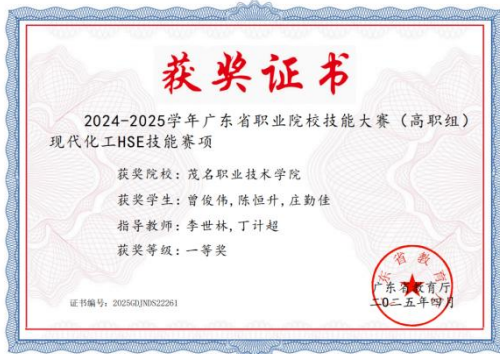 获奖证书
2024-2025学年广东省职业院校技能大赛（高职组）
现代化工HSE技能赛项
获奖院校：茂名职业技术学院
获奖学生：曾俊伟,陈恒升,庄勤佳
指导教师：李世林,丁计超
获奖等级：一等奖
广东省教育厅
证书编号：2025GDJNDS22261
二〇二五年四月